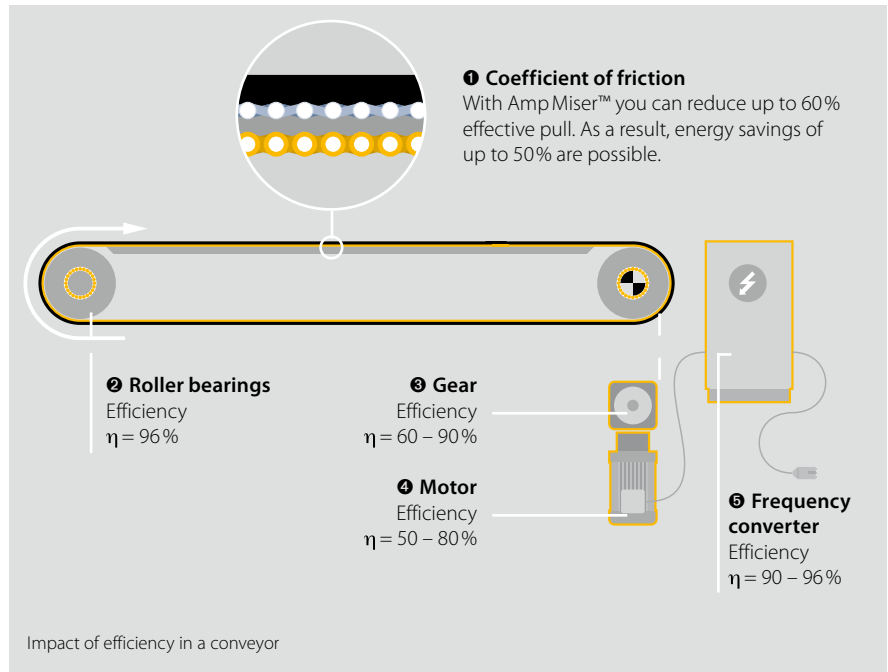 ❶ Coefficient of friction
With Amp Miser™ you can reduce up to 60 %
effective pull. As a result, energy savings of
up to 50 % are possible.
❷ Roller bearings
Efficiency
η = 96 %
❸ Gear
Efficiency
η = 60 – 90 %
❹ Motor
Efficiency
η = 50 – 80 %
❺ Frequency
converter
Efficiency
η = 90 – 96 %
Impact of efficiency in a conveyor